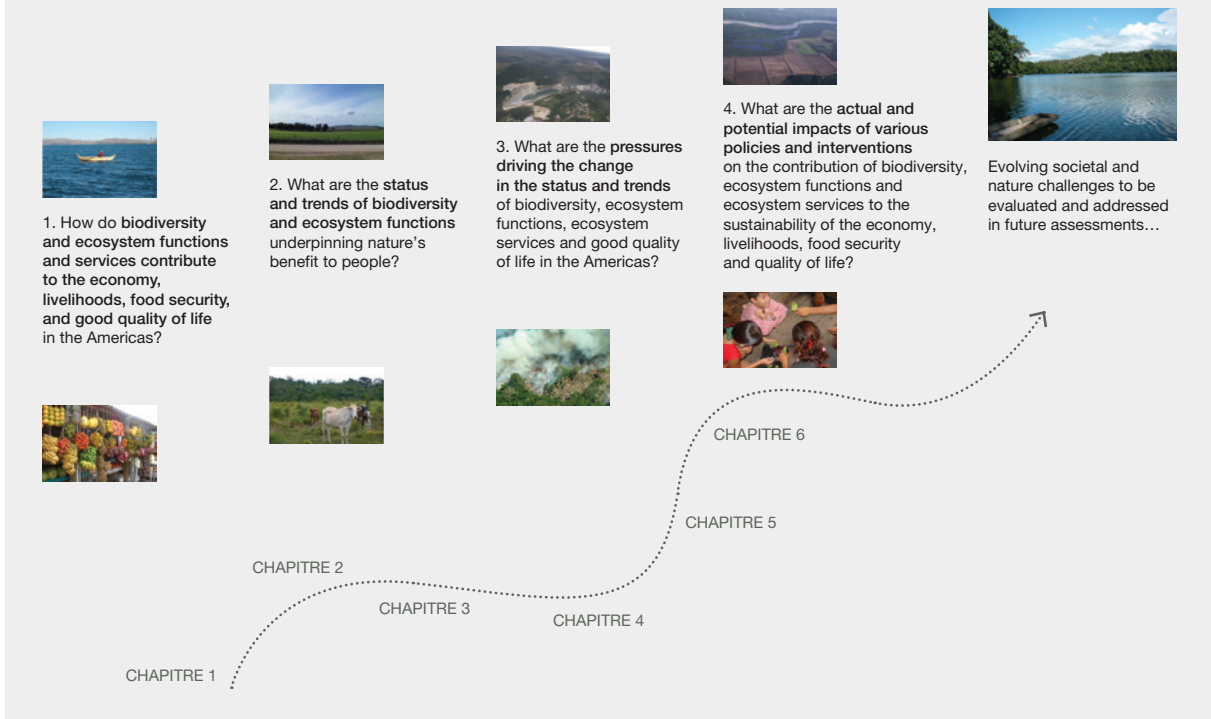 1. How do biodiversity
and ecosystem functions
and services contribute
to the economy,
livelihoods, food security,
and good quality of life
in the Americas?
2. What are the status
and trends of biodiversity
and ecosystem functions
underpinning nature's
benefit to people?
3. What are the pressures
driving the change
in the status and trends
of biodiversity, ecosystem
functions, ecosystem
services and good quality
of life in the Americas?
4. What are the actual and
potential impacts of various
policies and interventions
on the contribution of biodiversity,
ecosystem functions and
ecosystem services to the
sustainability of the economy,
livelihoods, food security
and quality of life?
Evolving societal and
nature challenges to be
evaluated and addressed
in future assessments…
CHAPITRE 1
CHAPITRE 2
CHAPITRE 3
CHAPITRE 4
CHAPITRE 5
CHAPITRE 6